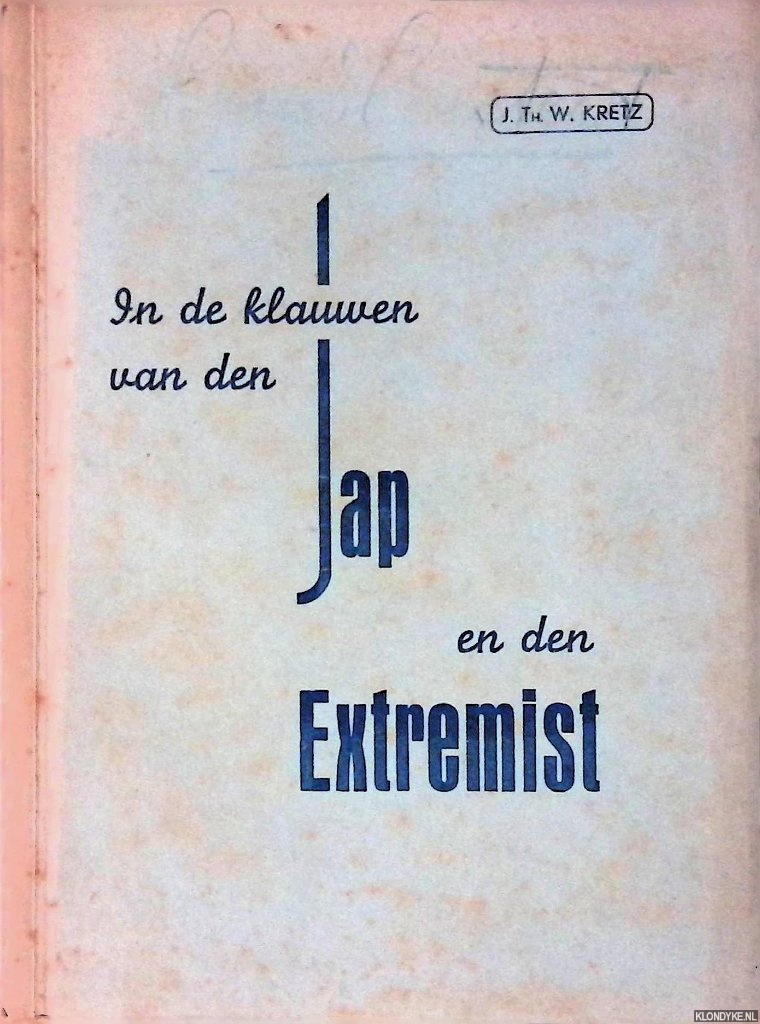 J. TH. W. KRETZ
In de klauwen
van den
Jap
en den
Extremist
KLONDYKE.NL